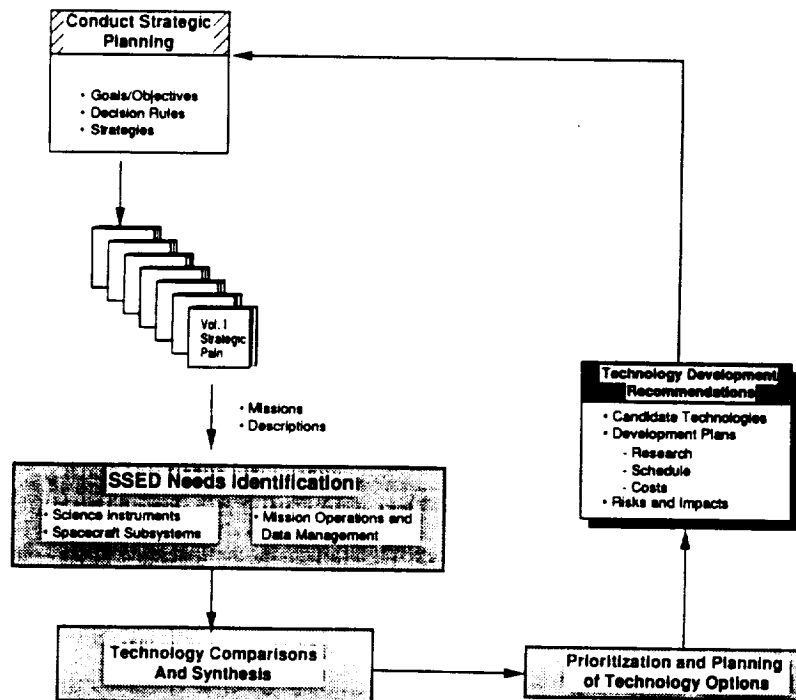 Conduct Strategic
Planning
• Goals/Objectives
• Decision Rules
• Strategies
Vol. I
Strategic
Pain
• Missions
• Descriptions
SSED Needs Identification
• Science Instruments
• Spacecraft Subsystems
• Mission Operations and
Data Management
Technology Comparisons
And Synthesis
Prioritization and Planning
of Technology Options
Technology Development
Recommendations
• Candidate Technologies
• Development Plans
- Research
- Schedule
- Costs
• Risks and Impacts